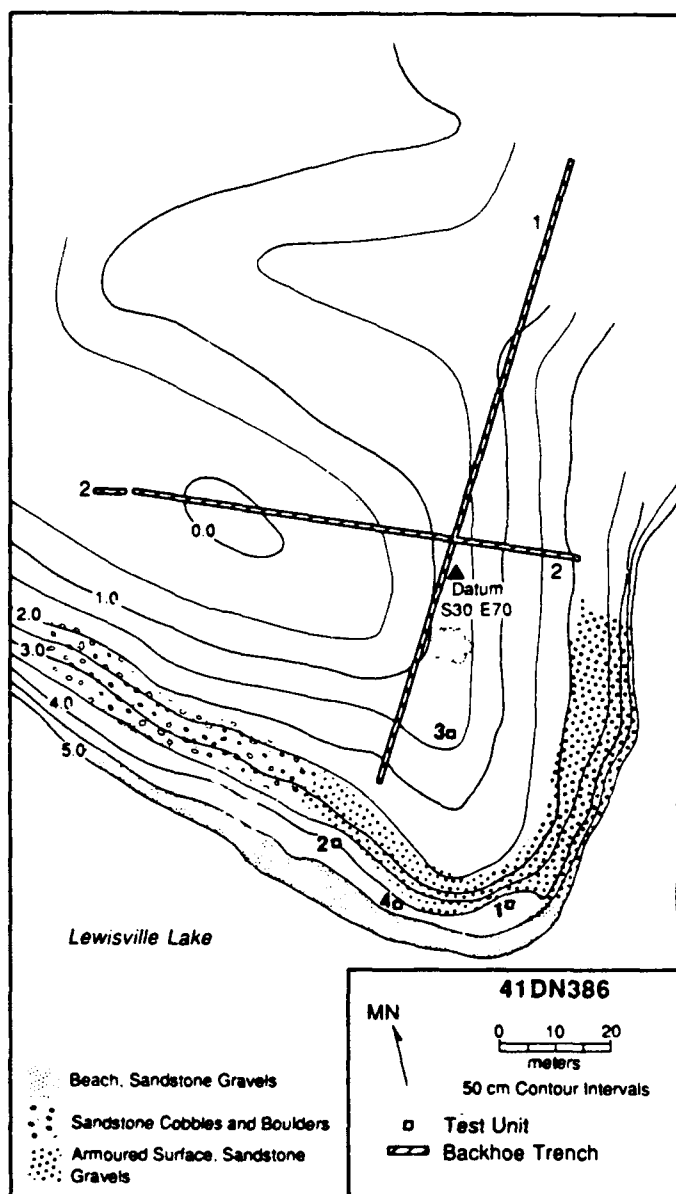 1
2
0.0
2
Datum
S30 E70
1.0
2.0
3.0
4.0
5.0
3
2
4
1
Lewisville Lake
41DN386
MN
0 20
meters
50 cm Contour Intervals
Test Unit
Backhoe Trench
Beach, Sandstone Gravels
Sandstone Cobbles and Boulders
Armoured Surface, Sandstone
Gravels